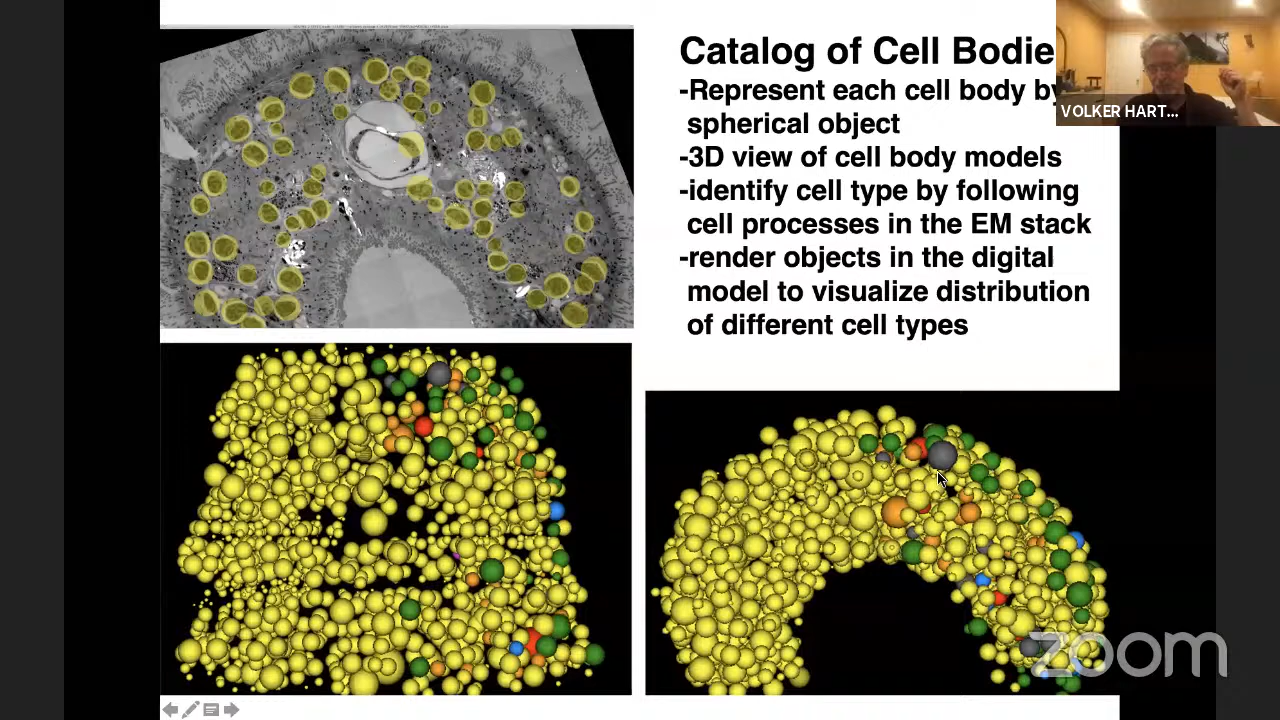 Catalog of Cell Bodie
-Represent each cell body by
spherical object
-3D view of cell body models
-identify cell type by following
cell processes in the EM stack
-render objects in the digital
model to visualize distribution
of different cell types
VOLKER HART...
zoom